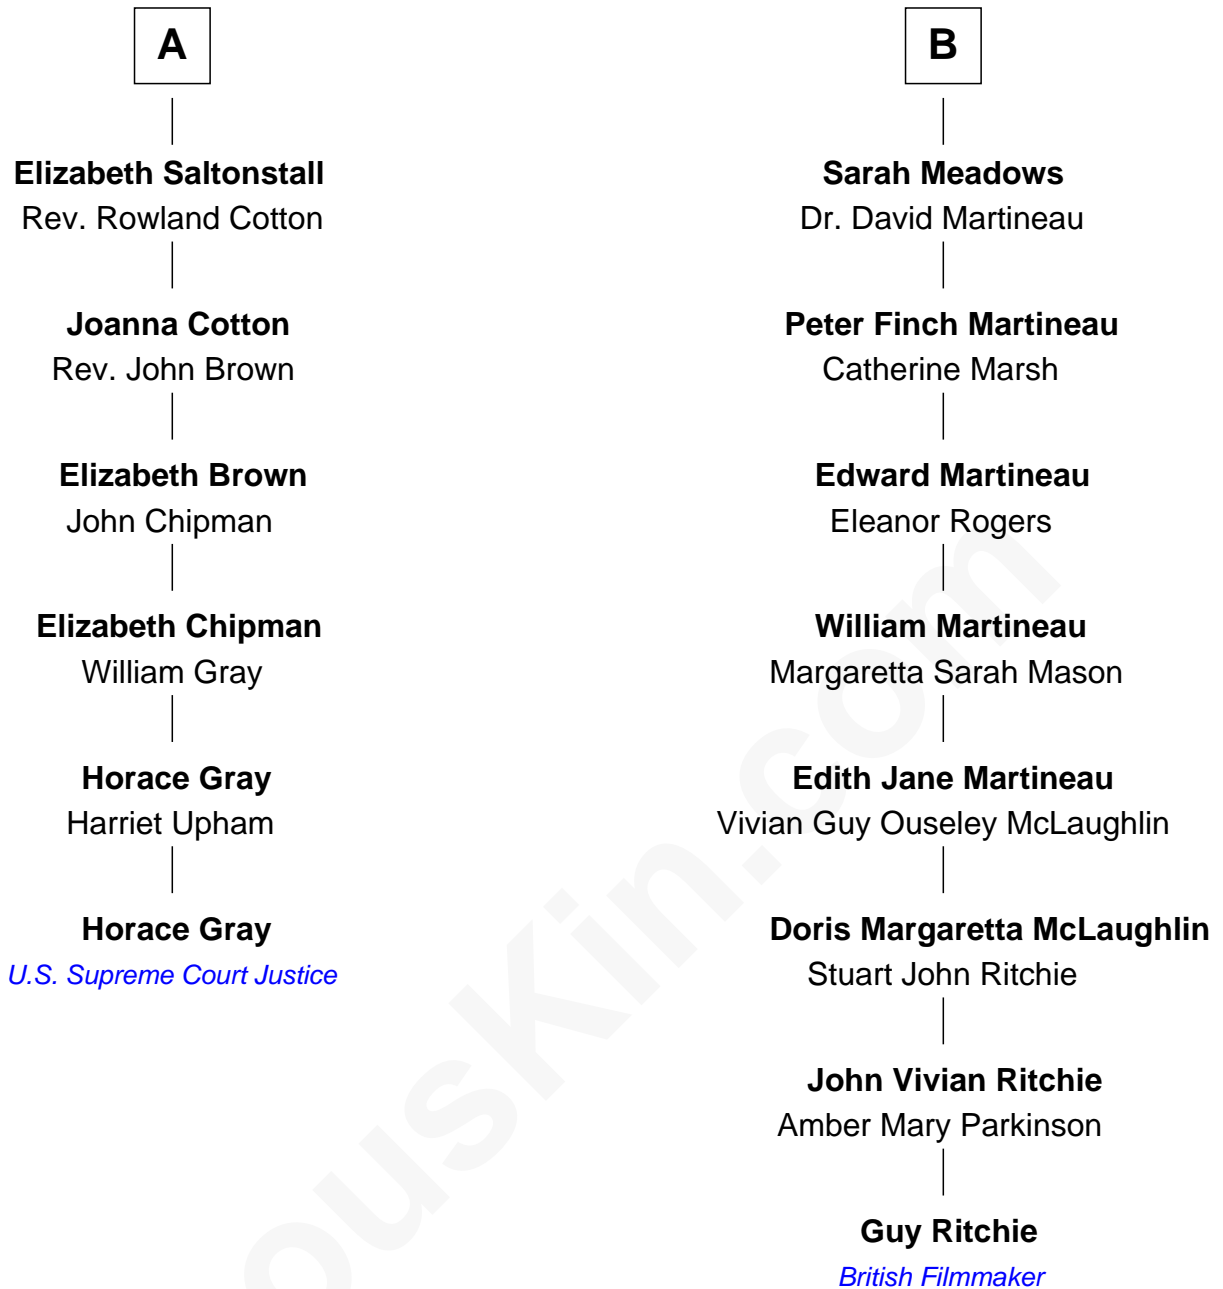 A
Elizabeth Saltonstall
Rev. Rowland Cotton
Joanna Cotton
Rev. John Brown
Elizabeth Brown
John Chipman
Elizabeth Chipman
William Gray
Horace Gray
Harriet Upham
Horace Gray
U.S. Supreme Court Justice
B
Sarah Meadows
Dr. David Martineau
Peter Finch Martineau
Catherine Marsh
Edward Martineau
Eleanor Rogers
William Martineau
Margaretta Sarah Mason
Edith Jane Martineau
Vivian Guy Ouseley McLaughlin
Doris Margaretta McLaughlin
Stuart John Ritchie
John Vivian Ritchie
Amber Mary Parkinson
Guy Ritchie
British Filmmaker
ousKin.com